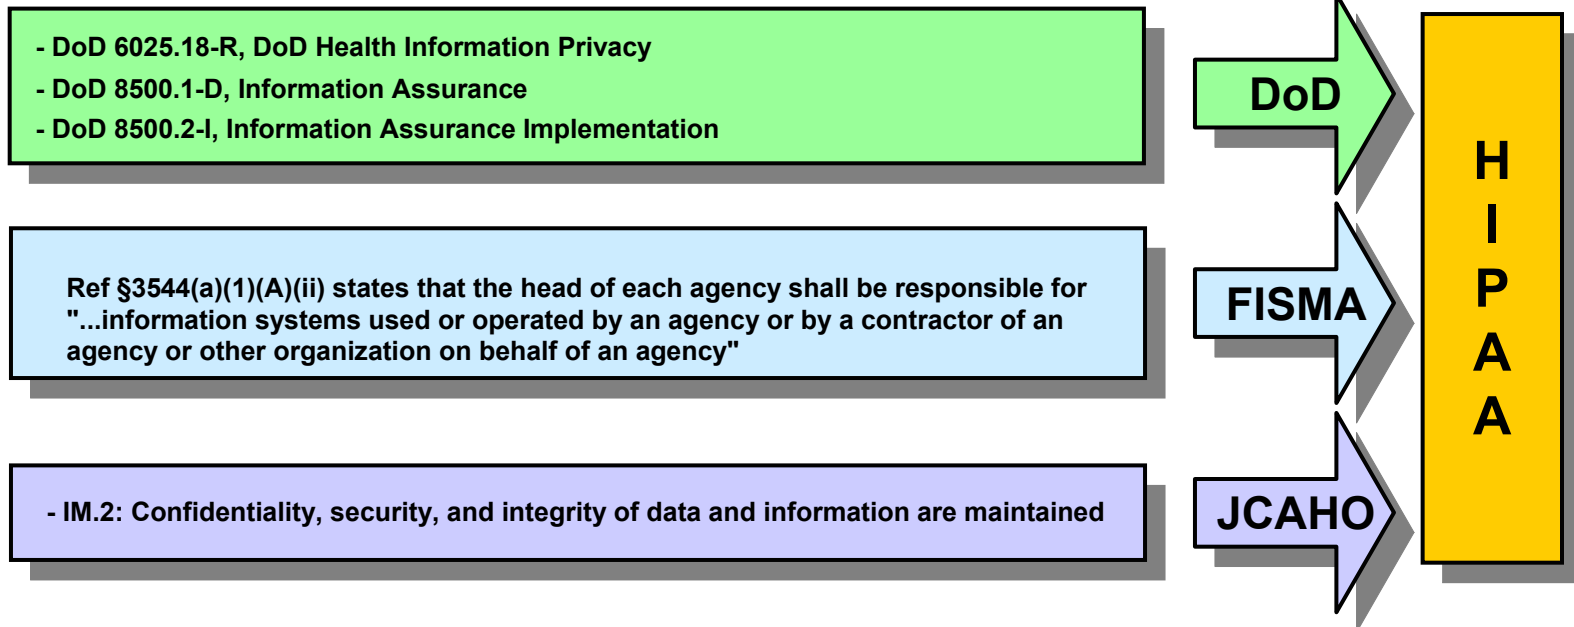 - DoD 6025.18-R, DoD Health Information Privacy
- DoD 8500.1-D, Information Assurance
- DoD 8500.2-I, Information Assurance Implementation
DoD
Ref §3544(a)(1)(A)(ii) states that the head of each agency shall be responsible for
"...information systems used or operated by an agency or by a contractor of an
agency or other organization on behalf of an agency"
FISMA
- IM.2: Confidentiality, security, and integrity of data and information are maintained
JCAHO
H
I
P
A
A